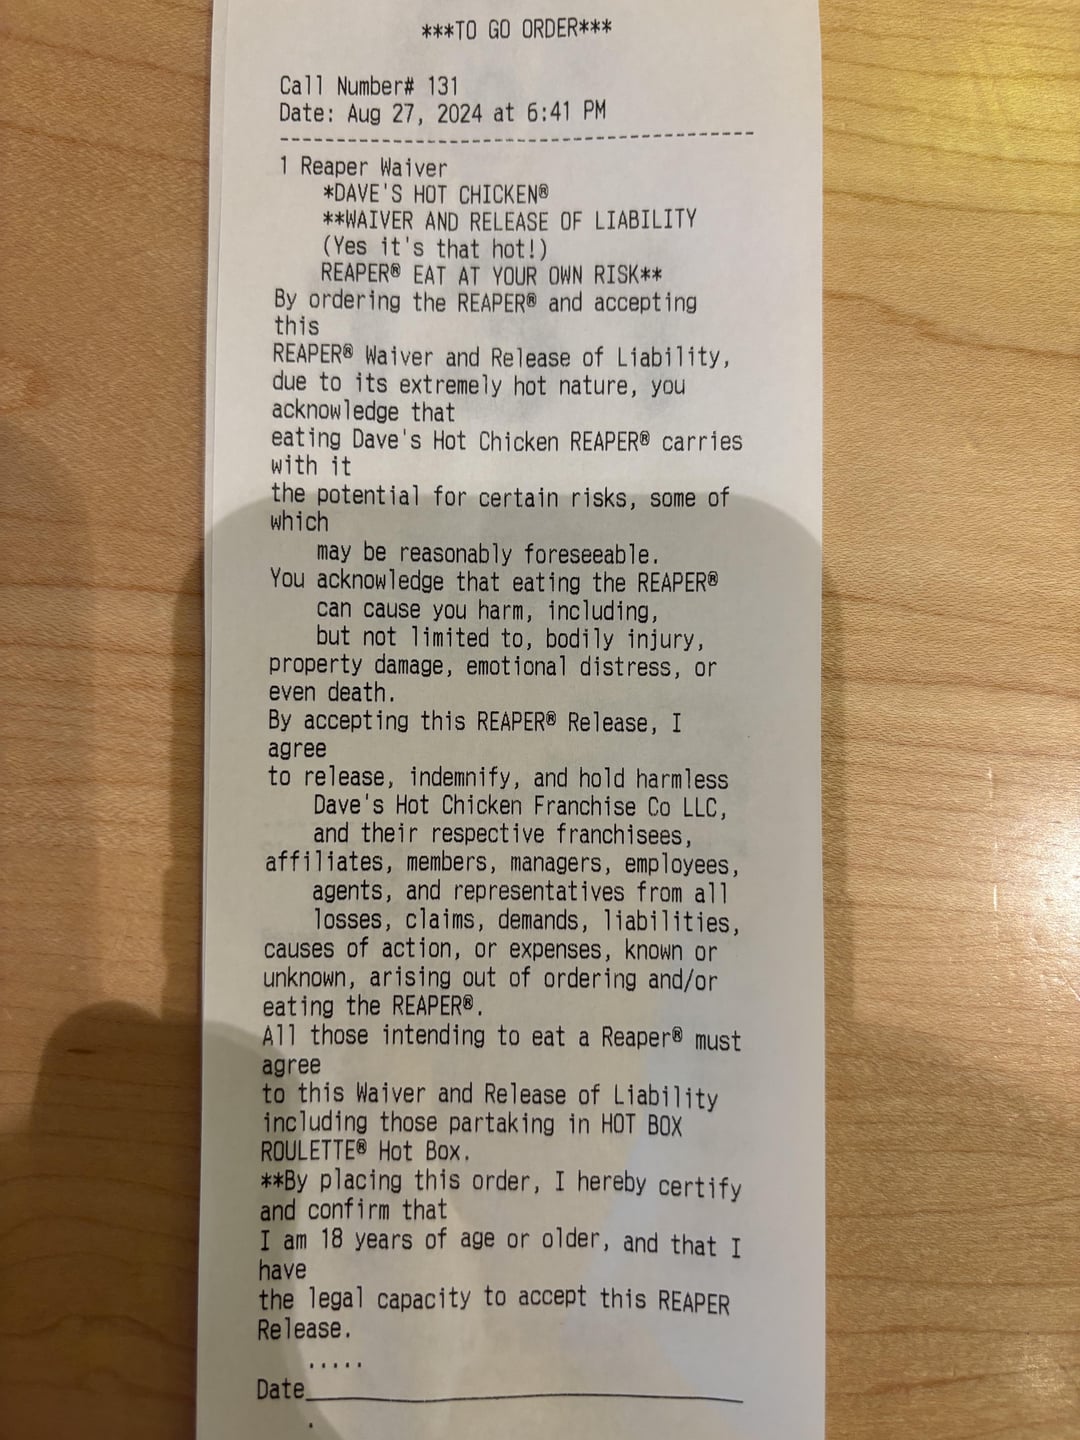 ***TO GO ORDER***
Call Number# 131
Date: Aug 27, 2024 at 6:41 PM
--------------------------------------------
1 Reaper Waiver
*DAVE'S HOT CHICKEN®
**WAIVER AND RELEASE OF LIABILITY
(Yes it's that hot!)
REAPER® EAT AT YOUR OWN RISK**
By ordering the REAPER® and accepting
this
REAPER® Waiver and Release of Liability,
due to its extremely hot nature, you
acknowledge that
eating Dave's Hot Chicken REAPER® carries
with it
the potential for certain risks, some of
which
may be reasonably foreseeable.
You acknowledge that eating the REAPER®
can cause you harm, including,
but not limited to, bodily injury,
property damage, emotional distress, or
even death.
By accepting this REAPER® Release, I
agree
to release, indemnify, and hold harmless
Dave's Hot Chicken Franchise Co LLC,
and their respective franchisees,
affiliates, members, managers, employees,
agents, and representatives from all
losses, claims, demands, liabilities,
causes of action, or expenses, known or
unknown, arising out of ordering and/or
eating the REAPER®.
All those intending to eat a Reaper® must
agree
to this Waiver and Release of Liability
including those partaking in HOT BOX
ROULETTE® Hot Box.
**By placing this order, I hereby certify
and confirm that
I am 18 years of age or older, and that I
have
the legal capacity to accept this REAPER
Release.
.....
Date______________________________________
.